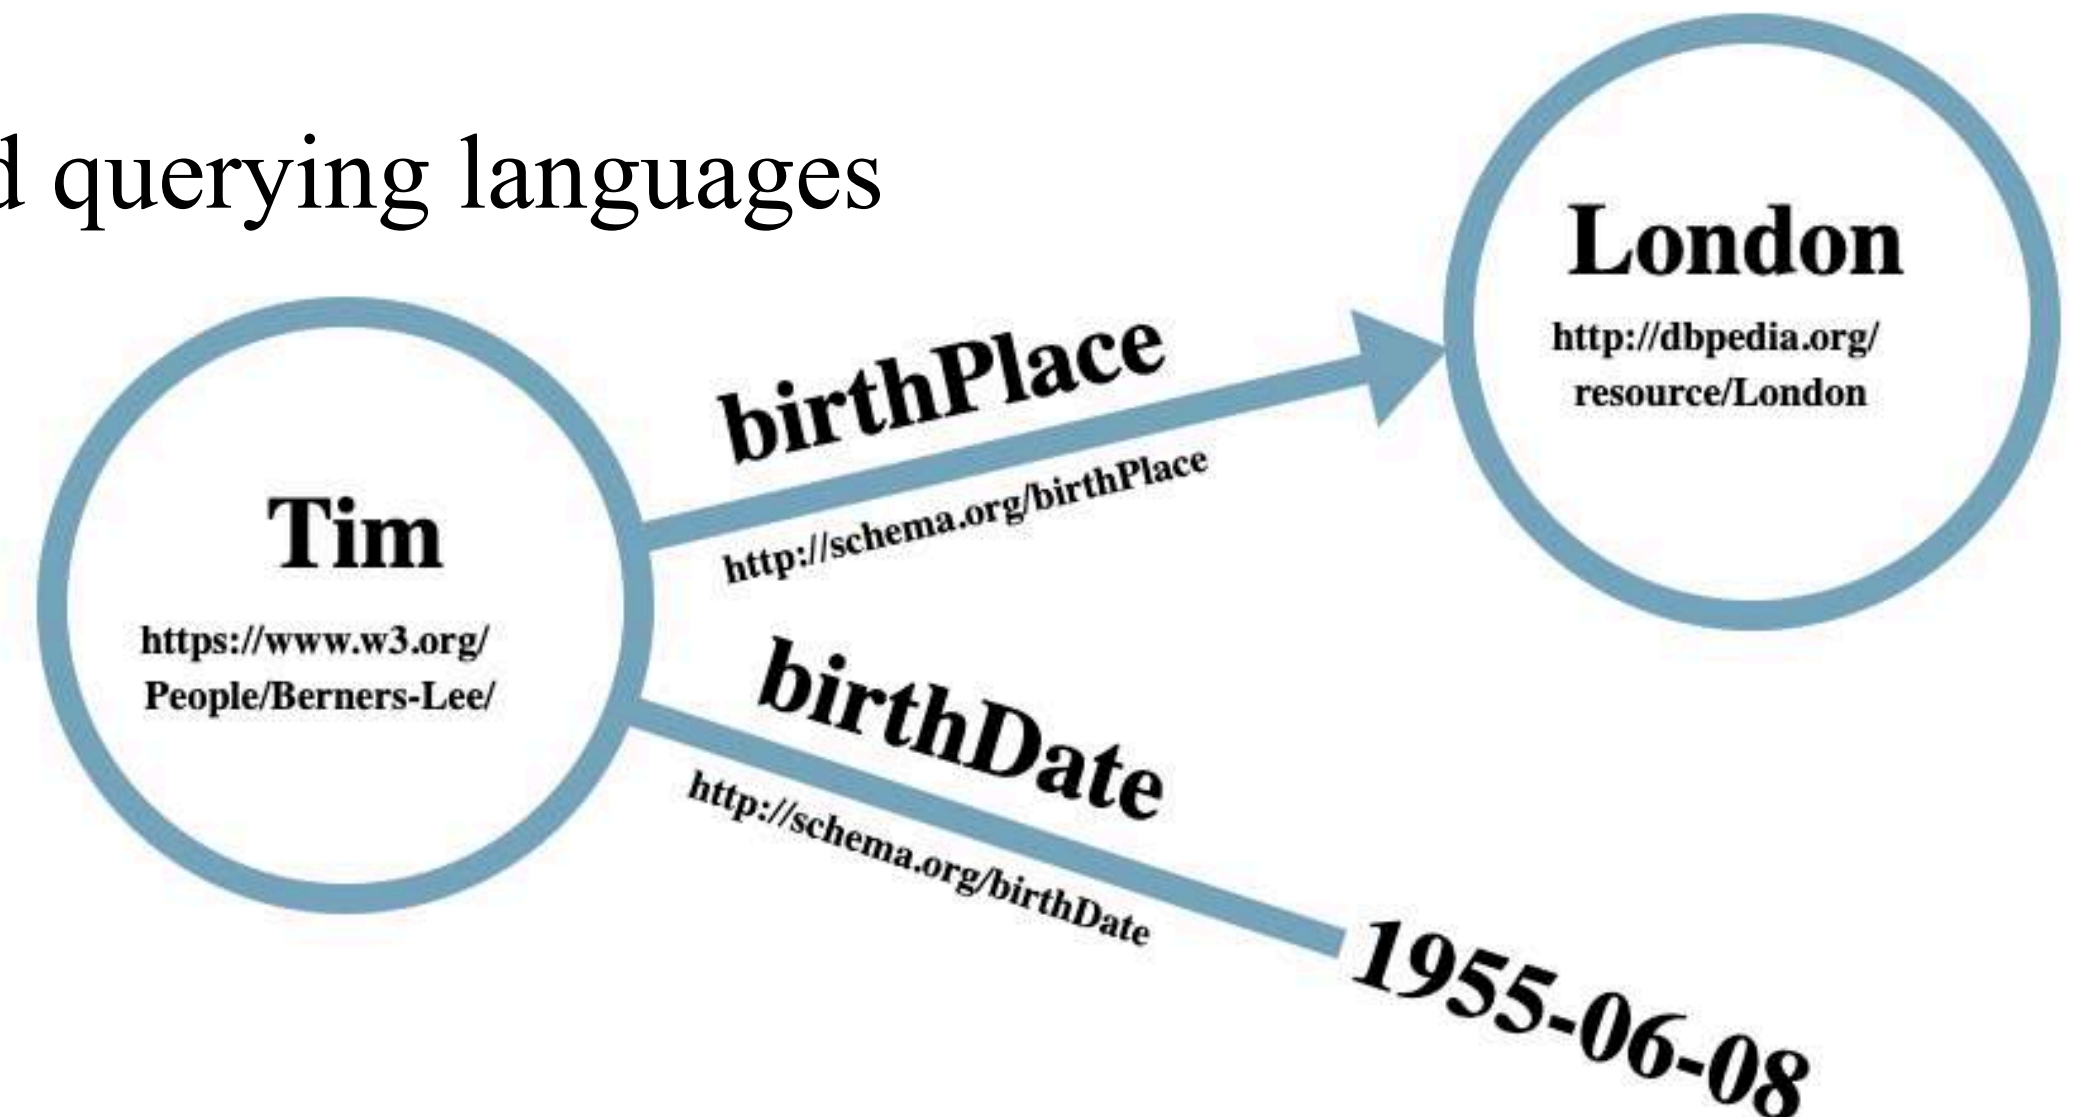 d querying languages
London
http://dbpedia.org/
resource/London
birthPlace
http://schema.org/birthPlace
Tim
https://www.w3.org/
People/Berners-Lee/
birthDate
http://schema.org/birthDate
1955-06-08